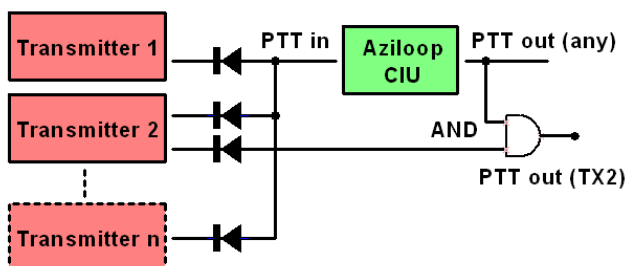 Transmitter 1
PTT in
Aziloop
CIU
PTT out (any)
Transmitter 2
AND
PTT out (TX2)
Transmitter n